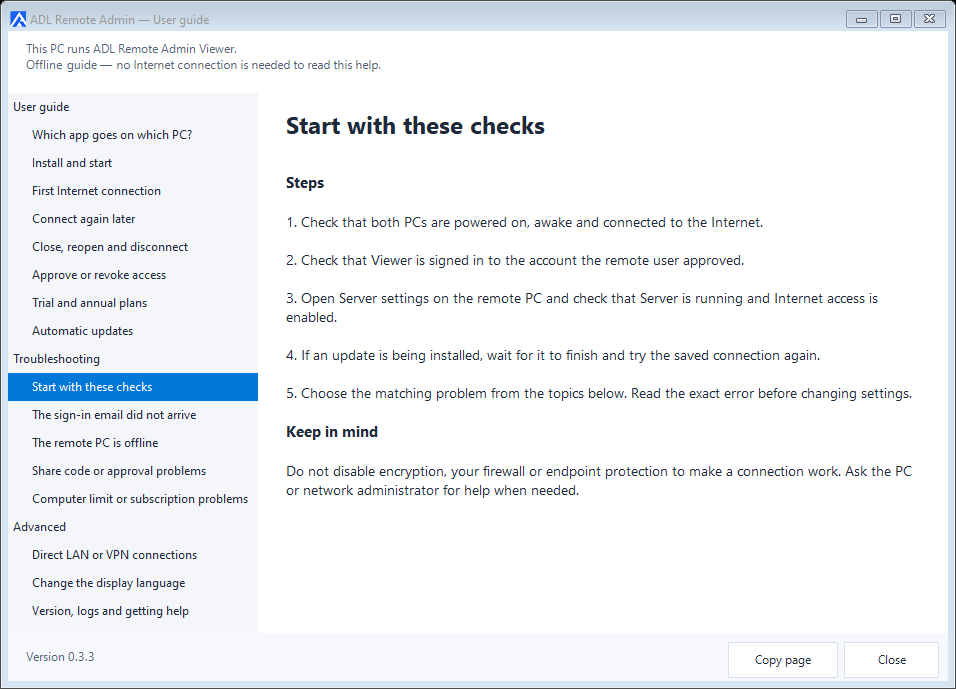 ADL Remote Admin — User guide
This PC runs ADL Remote Admin Viewer.
Offline guide — no Internet connection is needed to read this help.
User guide
Which app goes on which PC?
Install and start
First Internet connection
Connect again later
Close, reopen and disconnect
Approve or revoke access
Trial and annual plans
Automatic updates
Troubleshooting
Start with these checks
The sign-in email did not arrive
The remote PC is offline
Share code or approval problems
Computer limit or subscription problems
Advanced
Direct LAN or VPN connections
Change the display language
Version, logs and getting help
Start with these checks
Steps
1. Check that both PCs are powered on, awake and connected to the Internet.
2. Check that Viewer is signed in to the account the remote user approved.
3. Open Server settings on the remote PC and check that Server is running and Internet access is
enabled.
4. If an update is being installed, wait for it to finish and try the saved connection again.
5. Choose the matching problem from the topics below. Read the exact error before changing settings.
Keep in mind
Do not disable encryption, your firewall or endpoint protection to make a connection work. Ask the PC
or network administrator for help when needed.
Version 0.3.3
Copy page
Close